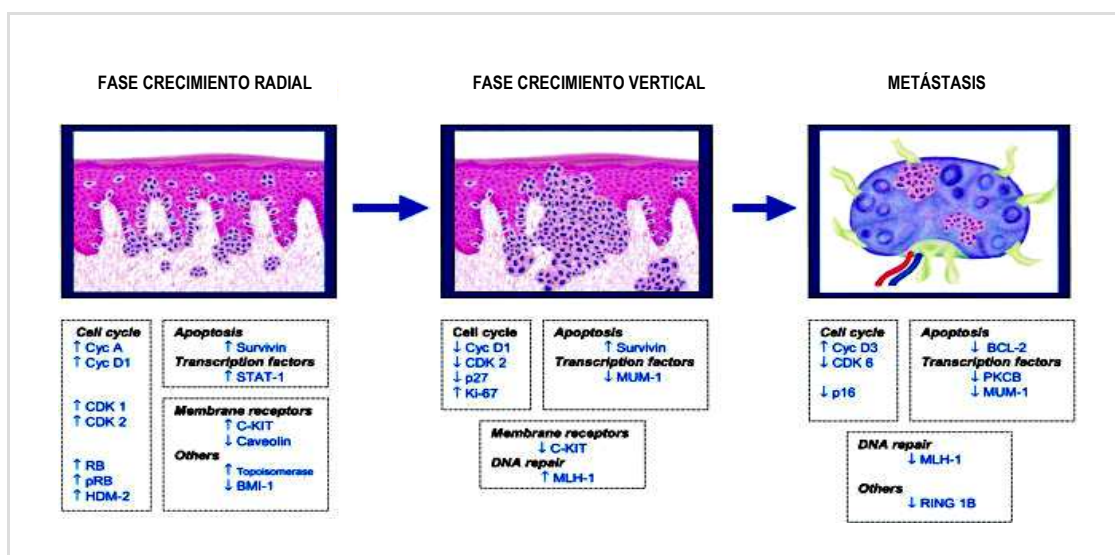 FASE CRECIMIENTO RADIAL
FASE CRECIMIENTO VERTICAL
METÁSTASIS
Cell cycle
↑ Cyc A
↑ Cyc D1
↑ CDK 1
↑ CDK 2
↑ RB
↑ pRB
↑ HDM-2
Apoptosis
↑ Survivin
Transcription factors
↑ STAT-1
Membrane receptors
↑ C-KIT
↓ Caveolin
Others
↑ Topoisomerase
↓ BMI-1
Cell cycle
↓ Cyc D1
↓ CDK 2
↓ p27
↑ Ki-67
Apoptosis
↑ Survivin
Transcription factors
↓ MUM-1
Membrane receptors
↓ C-KIT
DNA repair
↑ MLH-1
Cell cycle
↑ Cyc D3
↓ CDK 6
↓ p16
Apoptosis
↓ BCL-2
Transcription factors
↓ PKCB
↓ MUM-1
DNA repair
↓ MLH-1
Others
↓ RING 1B